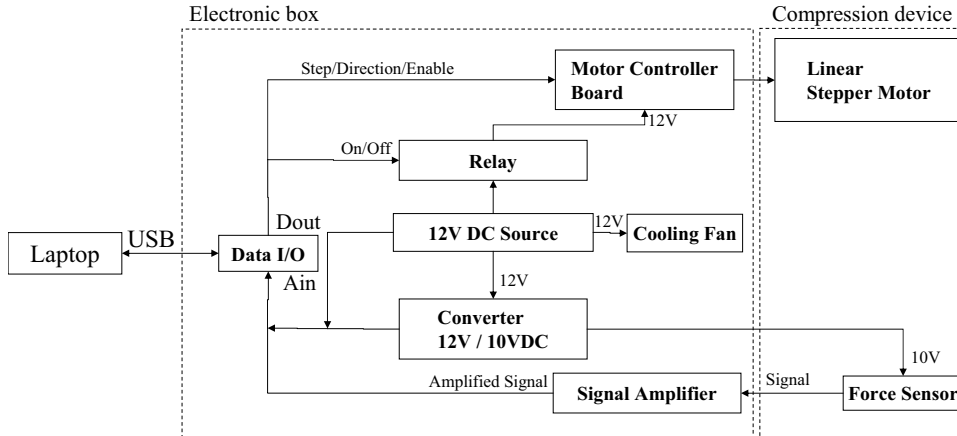 Electronic box
Compression device
Step/Direction/Enable
Motor Controller
Board
Linear
Stepper Motor
12V
On/Off
Relay
Dout
12V DC Source
12V
Cooling Fan
USB
Laptop
Data I/O
Ain
12V
Converter
12V / 10VDC
10V
Amplified Signal
Signal Amplifier
Signal
Force Sensor